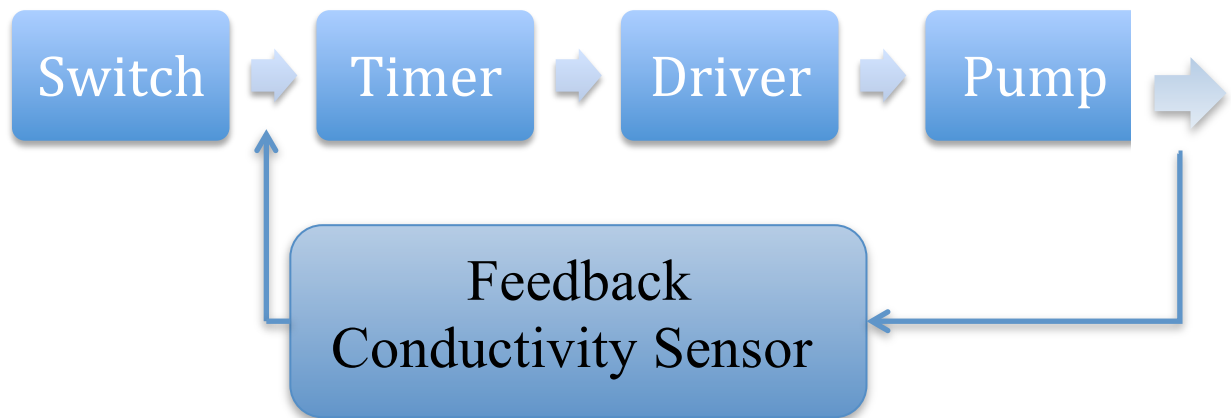 Switch
Timer
Driver
Pump
Feedback
Conductivity Sensor